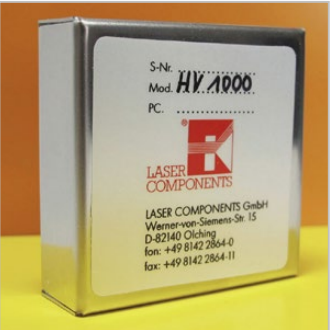 S-Nr.
Mod. HV 1000
PC.
LASER
COMPONENTS
LASER COMPONENTS GmbH
Werner-von-Siemens-Str. 15
D-82140 Olching
fon: +49 8142 2864-0
fax: +49 8142 2864-11